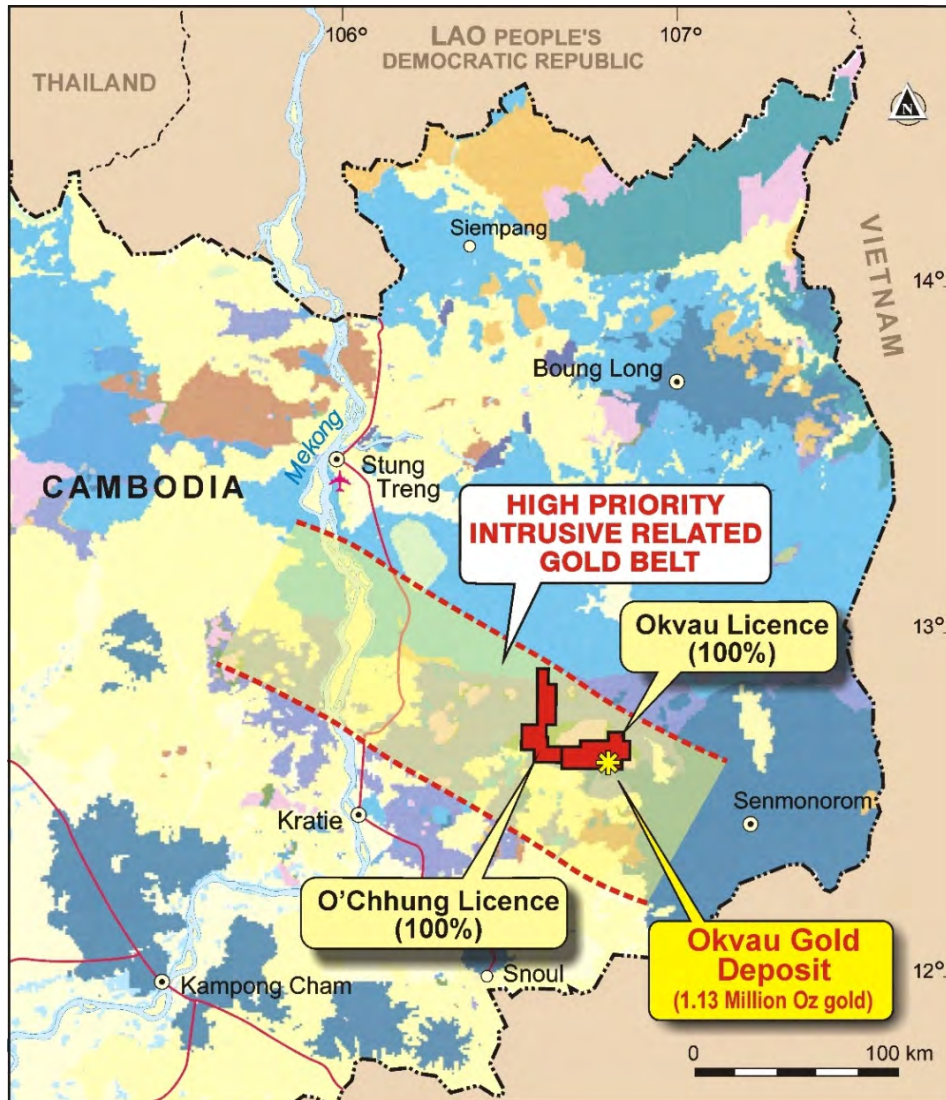 106°
107°
LAO PEOPLE'S
DEMOCRATIC REPUBLIC
THAILAND
N
Siempang
VIETNAM
14°
Boung Long
Mekong
Stung
Treng
CAMBODIA
HIGH PRIORITY
INTRUSIVE RELATED
GOLD BELT
13°
Okvau Licence
(100%)
Senmonorom
Kratie
O'Chhung Licence
(100%)
Okvau Gold
Deposit
(1.13 Million Oz gold)
Snoul
12°
Kampong Cham
0
100 km